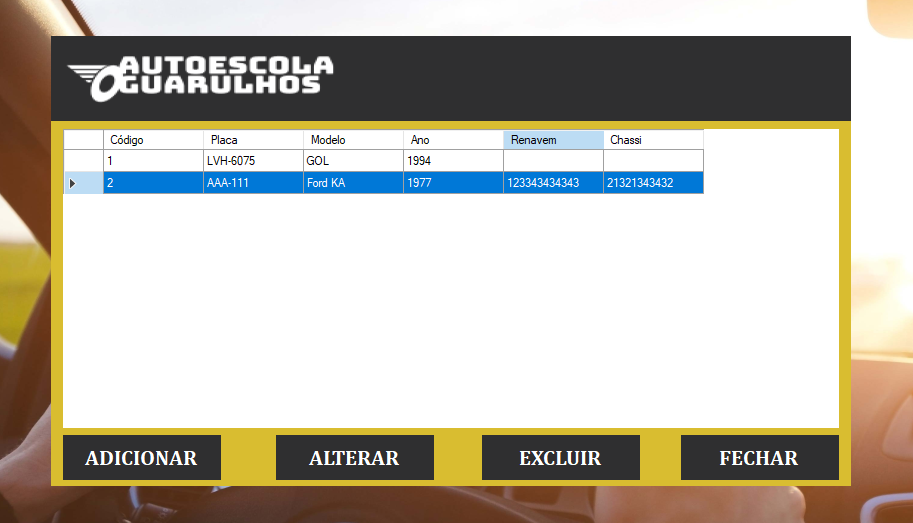 AUTOESCOLA
GUARULHOS
Código Placa Modelo Ano Renavem Chassi
1 LVH-6075 GOL 1994
2 AAA-111 Ford KA 1977 123343434343 21321343432
ADICIONAR ALTERAR EXCLUIR FECHAR